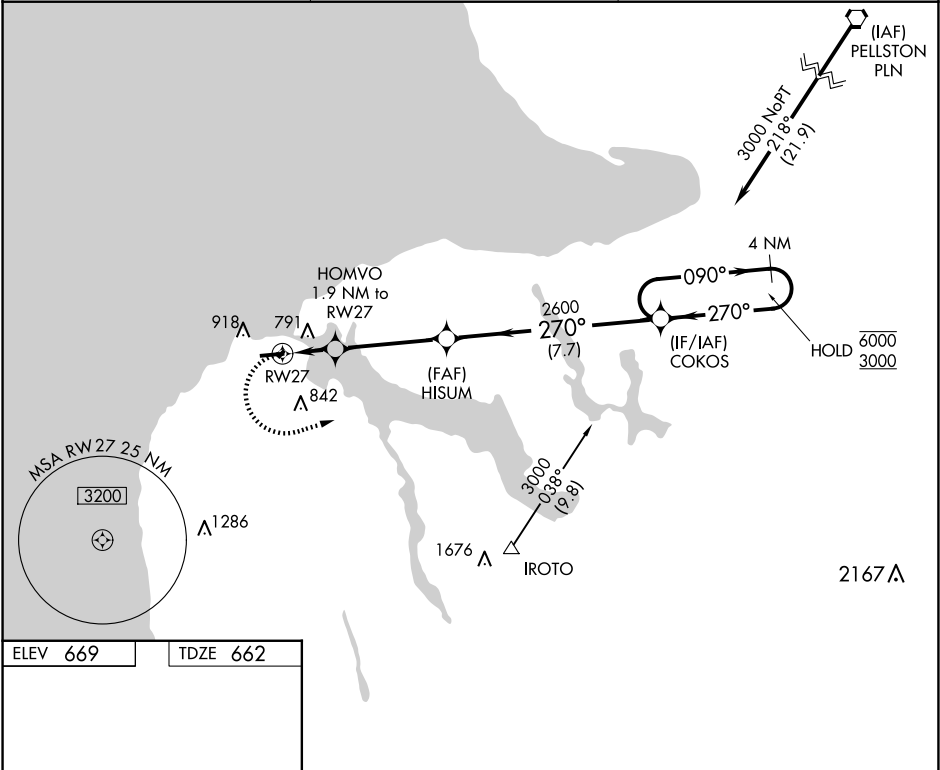 (IAF)
PELLSTON
PLN
3000 NoPT
218°
(21.9)
4 NM
090°
270°
HOLD 6000
3000
(IF/IAF)
COKOS
2600
270°
(7.7)
HOMVO
1.9 NM to
RW27
918
791
RW27
(FAF)
HISUM
842
MSA RW27 25 NM
3200
1286
3000
038°
(9.8)
1676
IROTO
2167
ELEV 669
TDZE 662